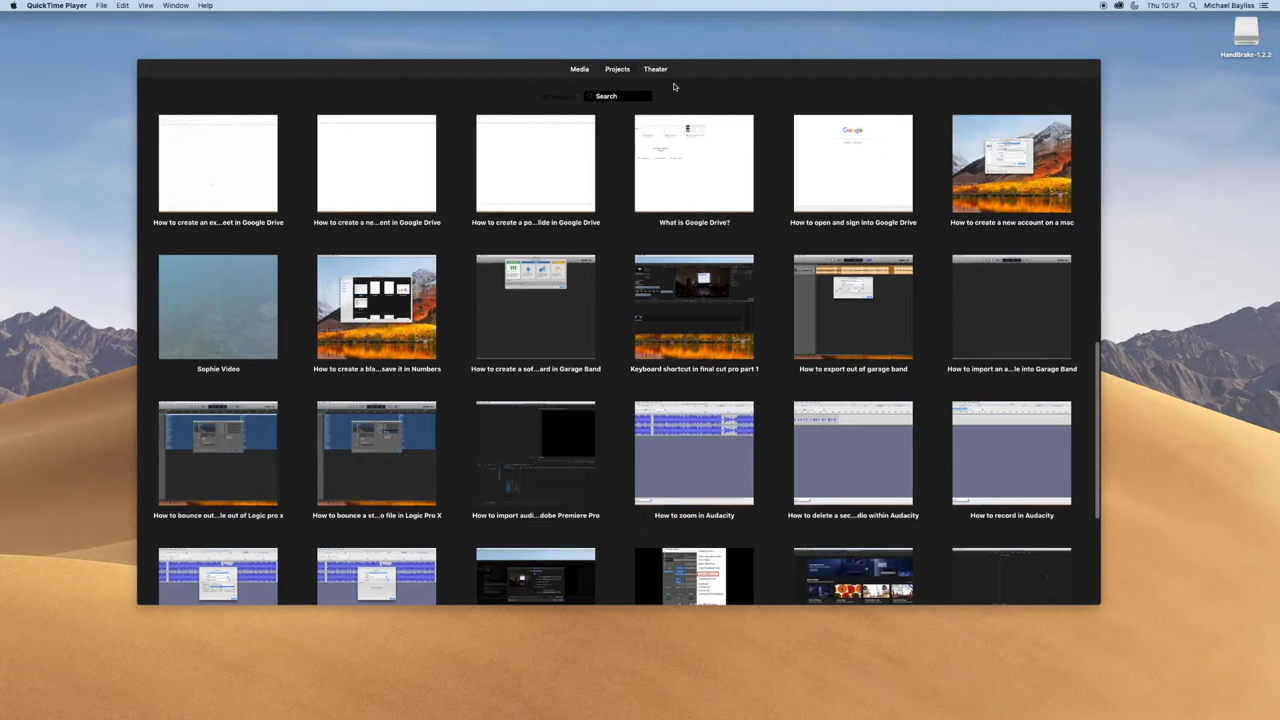 QuickTime Player File Edit View Window Help Thu 10:57 Michael Bayliss
HandBrake-1.2.2
Media Projects Theater
Search
How to create an ex...eet in Google Drive
How to create a ne...ent in Google Drive
How to create a po...lide in Google Drive
What is Google Drive?
How to open and sign into Google Drive
How to create a new account on a mac
Sophie Video
How to create a bla...save it in Numbers
How to create a sof...ard in Garage Band
Keyboard shortcut in final cut pro part 1
How to export out of garage band
How to import an a...le into Garage Band
How to bounce out...le out of Logic pro x
How to bounce a st...o file in Logic Pro X
How to import audi...dobe Premiere Pro
How to zoom in Audacity
How to delete a sec...dio within Audacity
How to record in Audacity
Google